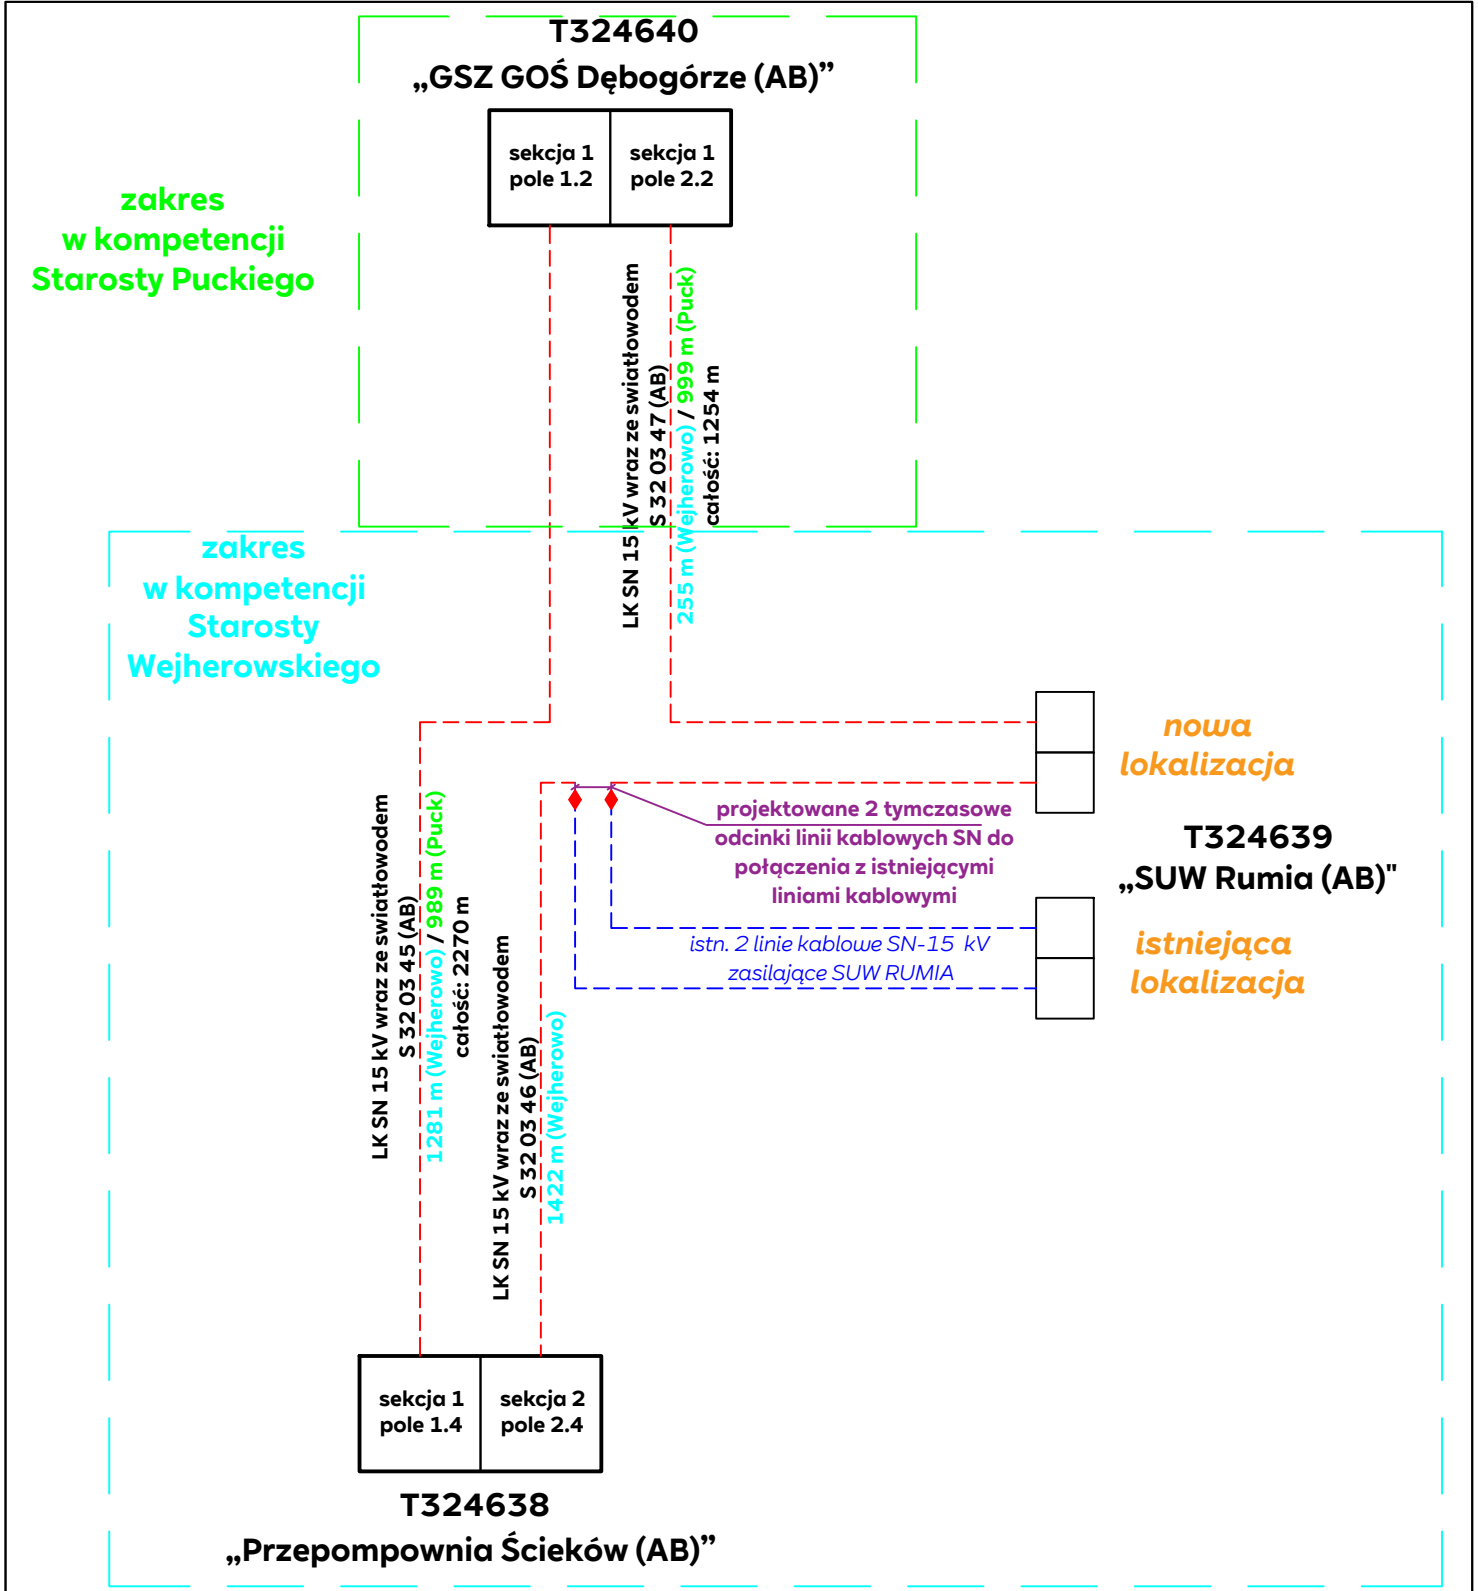 T324640
„GSZ GOŚ Dębogórze (AB)”
sekcja 1
pole 1.2
sekcja 1
pole 2.2
zakres
w kompetencji
Starosty Puckiego
LK SN 15 kV wraz ze swiatłowodem
S 32 03 47 (AB)
255 m (Wejherowo) / 999 m (Puck)
całość: 1254 m
zakres
w kompetencji
Starosty
Wejherowskiego
nowa
lokalizacja
projektowane 2 tymczasowe
odcinki linii kablowych SN do
połączenia z istniejącymi
liniami kablowymi
T324639
„SUW Rumia (AB)"
istn. 2 linie kablowe SN-15 kV
zasilające SUW RUMIA
istniejąca
lokalizacja
LK SN 15 kV wraz ze swiatłowodem
S 32 03 45 (AB)
1281 m (Wejherowo) / 989 m (Puck)
całość: 2270 m
LK SN 15 kV wraz ze swiatłowodem
S 32 03 46 (AB)
1422 m (Wejherowo)
sekcja 1
pole 1.4
sekcja 2
pole 2.4
T324638
„Przepompownia Ścieków (AB)”